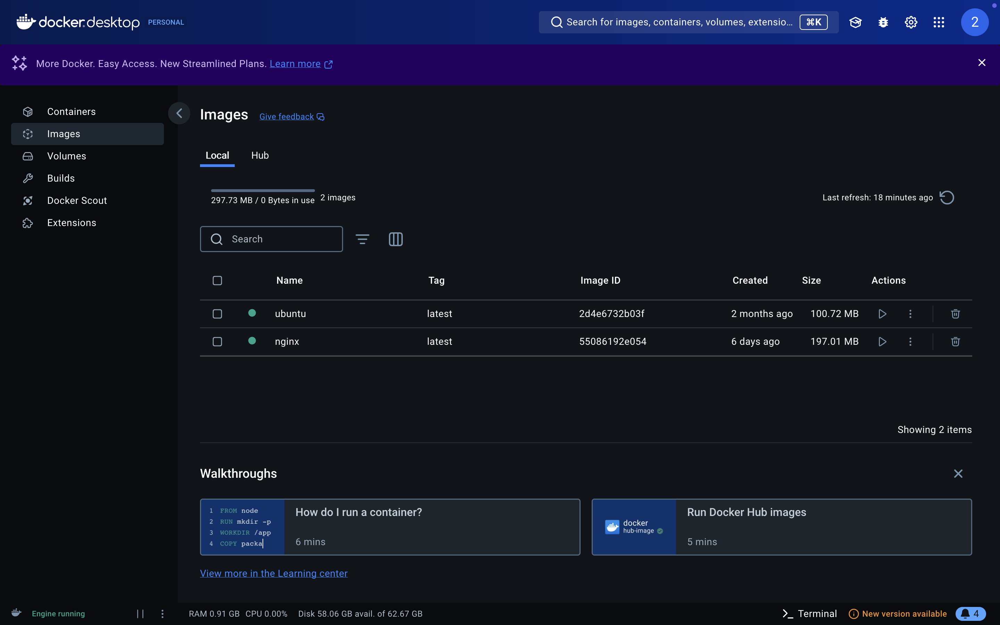 docker desktop PERSONAL
Search for images, containers, volumes, extensio... ⌘K
2
More Docker. Easy Access. New Streamlined Plans. Learn more
Containers
Images
Volumes
Builds
Docker Scout
Extensions
Images Give feedback
Local Hub
297.73 MB / 0 Bytes in use 2 images
Last refresh: 18 minutes ago
Search
Name Tag Image ID Created Size Actions
ubuntu latest 2d4e6732b03f 2 months ago 100.72 MB
nginx latest 55086192e054 6 days ago 197.01 MB
Showing 2 items
Walkthroughs
1 FROM node
2 RUN mkdir -p
3 WORKDIR /app
4 COPY packa
How do I run a container?
6 mins
docker
hub-image
Run Docker Hub images
5 mins
View more in the Learning center
Engine running
RAM 0.91 GB CPU 0.00% Disk 58.06 GB avail. of 62.67 GB
Terminal
New version available
4